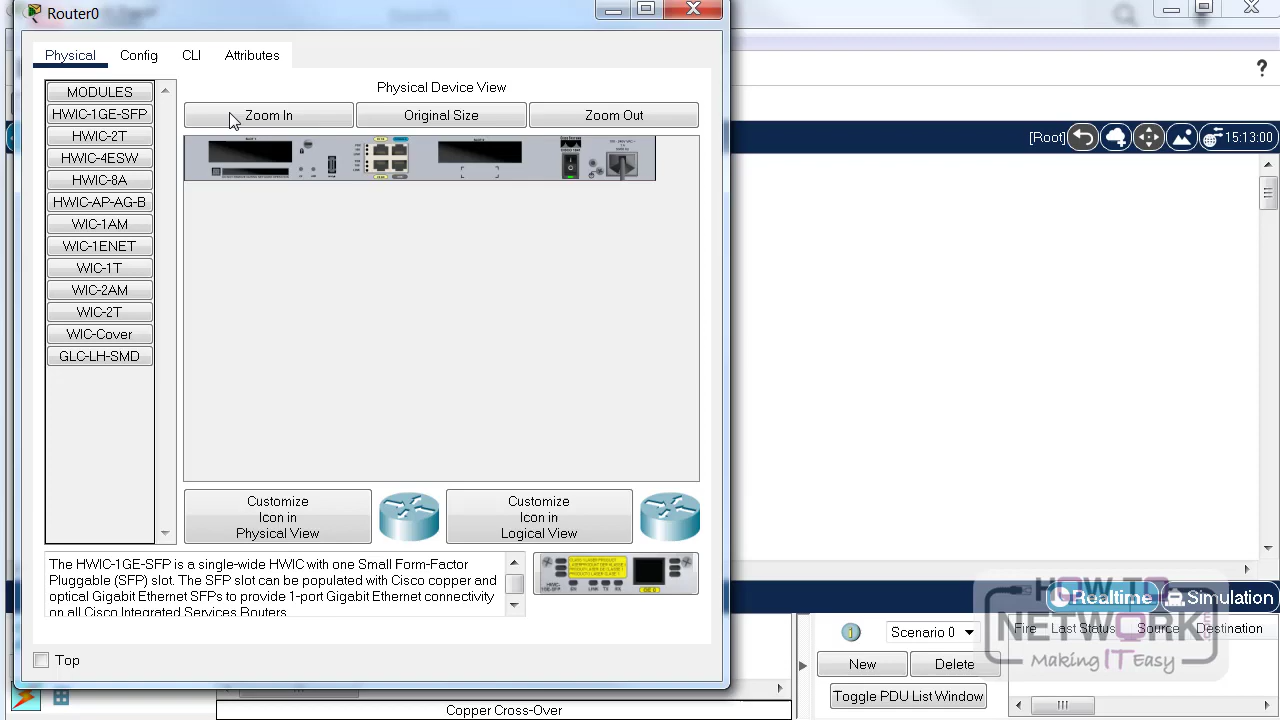 Router0
Physical
Config
CLI
Attributes
MODULES
HWIC-1GE-SFP
HWIC-2T
HWIC-4ESW
HWIC-8A
HWIC-AP-AG-B
WIC-1AM
WIC-1ENET
WIC-1T
WIC-2AM
WIC-2T
WIC-Cover
GLC-LH-SMD
Physical Device View
Zoom In
Original Size
Zoom Out
[Root]
15:13:00
Customize
Icon in
Physical View
Customize
Icon in
Logical View
The HWIC-1GE-SFP is a single-wide HWIC with one Small Form-Factor
Pluggable (SFP) slot. The SFP slot can be populated with Cisco copper and
optical Gigabit Ethernet SFPs to provide 1-port Gigabit Ethernet connectivity
on all Cisco Integrated Services Routers
Top
Realtime
Simulation
Scenario 0
Fire
Last Status
Source
Destination
New
Delete
Toggle PDU List Window
Copper Cross-Over
HOW TO
NETWORK
.com
Making IT Easy